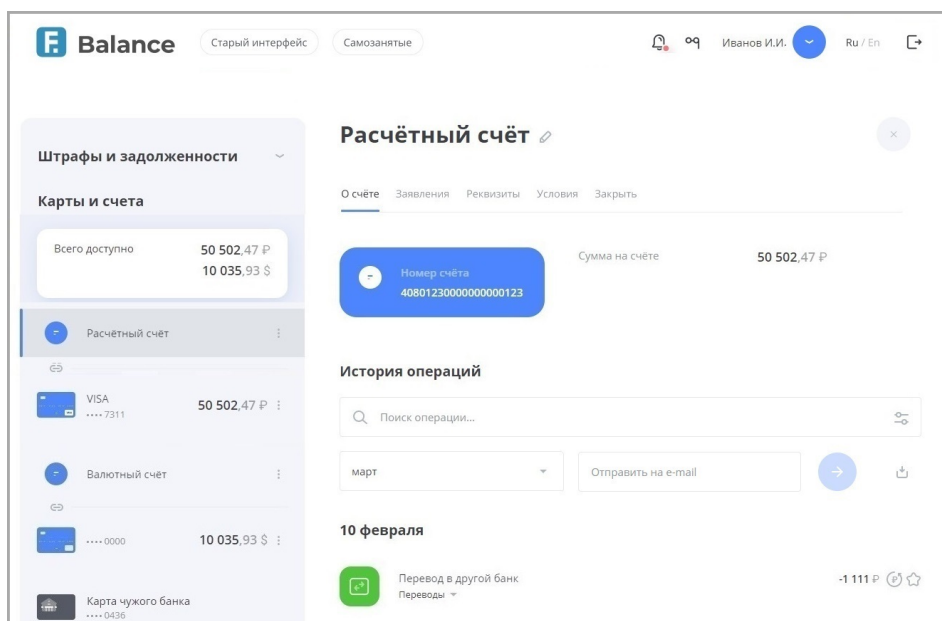 F. Balance
Старый интерфейс
Самозанятые
Иванов И.И.
Ru / En
Штрафы и задолженности
Карты и счета
Всего доступно
50 502,47 ₽
10 035,93 $
Расчётный счёт
VISA
•••• 7311
50 502,47 ₽
Валютный счёт
•••• 0000
10 035,93 $
Карта чужого банка
•••• 0436
Расчётный счёт
О счёте Заявления Реквизиты Условия Закрыть
Номер счёта
40801230000000000123
Сумма на счёте
50 502,47 ₽
История операций
Поиск операции...
март
Отправить на e-mail
10 февраля
Перевод в другой банк
Переводы
-1 111 ₽